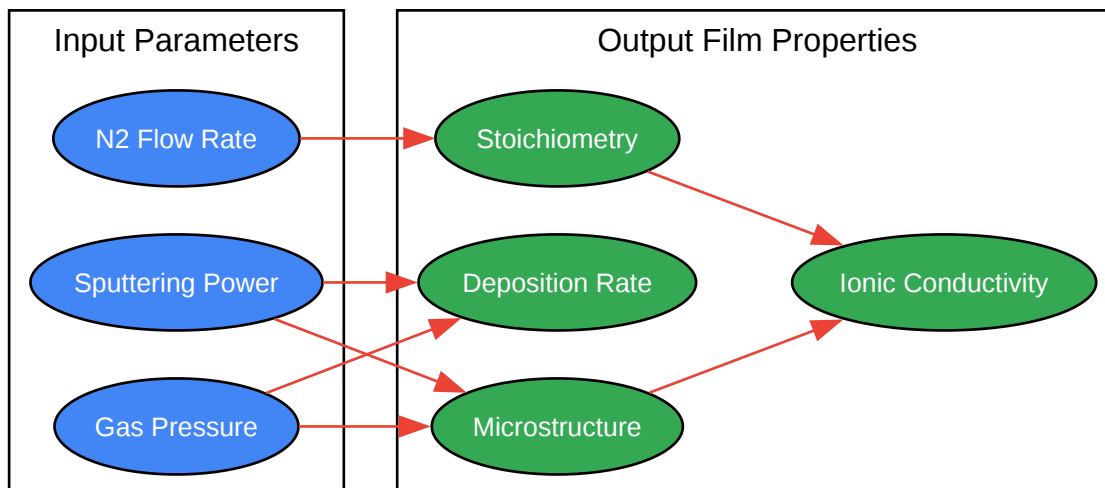 Input Parameters
Output Film Properties
N2 Flow Rate
Stoichiometry
Sputtering Power
Deposition Rate
Ionic Conductivity
Gas Pressure
Microstructure